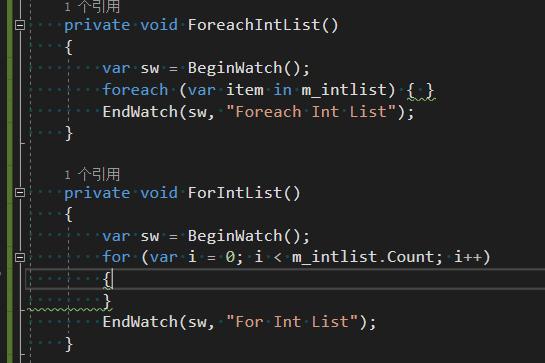 1 个引用
private void ForeachIntList()
{
var sw = BeginWatch();
foreach (var item in m_intlist) { }
EndWatch(sw, "Foreach Int List");
}
1 个引用
private void ForIntList()
{
var sw = BeginWatch();
for (var i = 0; i < m_intlist.Count; i++)
{
}
EndWatch(sw, "For Int List");
}